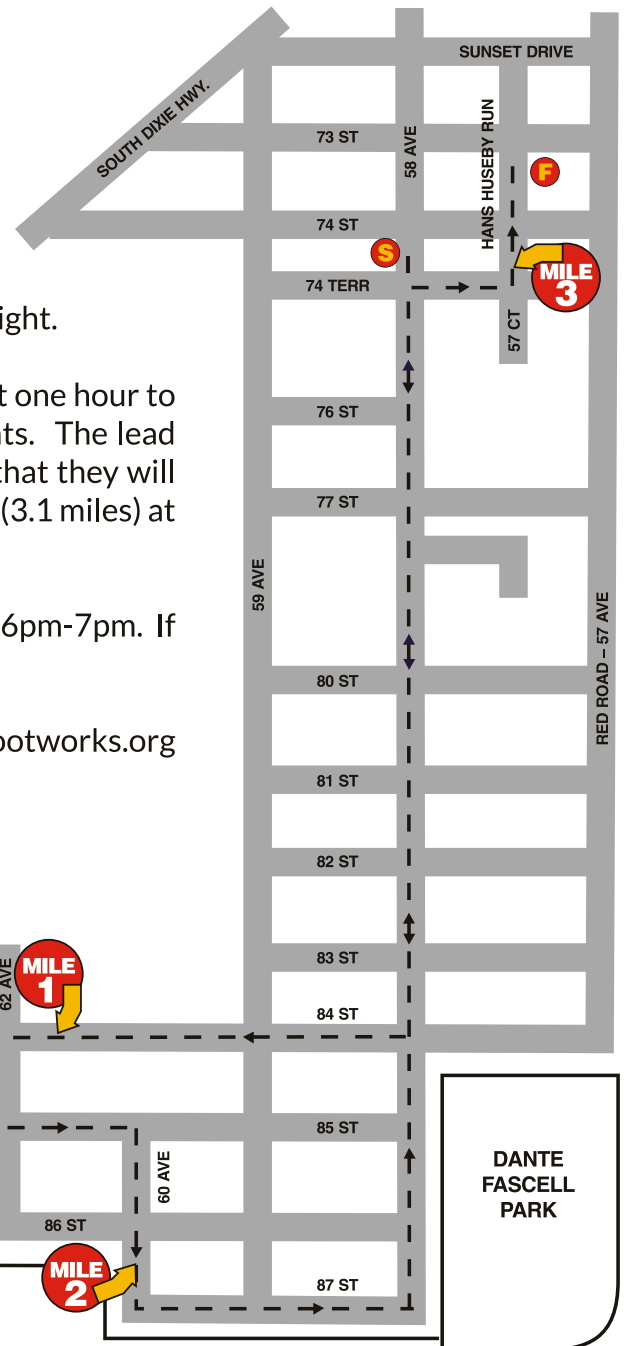 SUNSET DRIVE
SOUTH DIXIE HWY.
73 ST
58 AVE
HANS HUSEBY RUN
F
74 ST
S
74 TERR
MILE
3
57 CT
ight.
t one hour to
ts. The lead
that they will
(3.1 miles) at
76 ST
77 ST
59 AVE
RED ROAD – 57 AVE
6pm-7pm. If
80 ST
ootworks.org
81 ST
82 ST
83 ST
62 AVE
MILE
1
84 ST
85 ST
60 AVE
DANTE
FASCELL
PARK
86 ST
MILE
2
87 ST